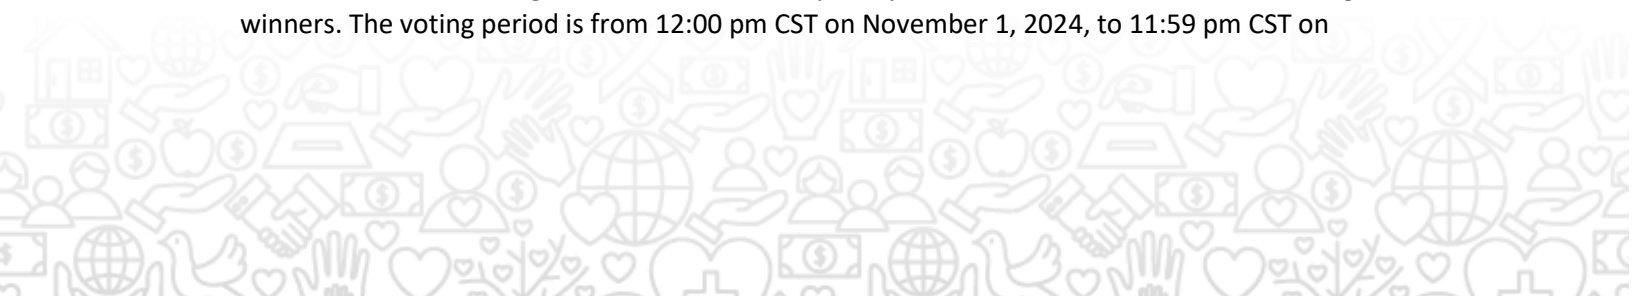 winners. The voting period is from 12:00 pm CST on November 1, 2024, to 11:59 pm CST on